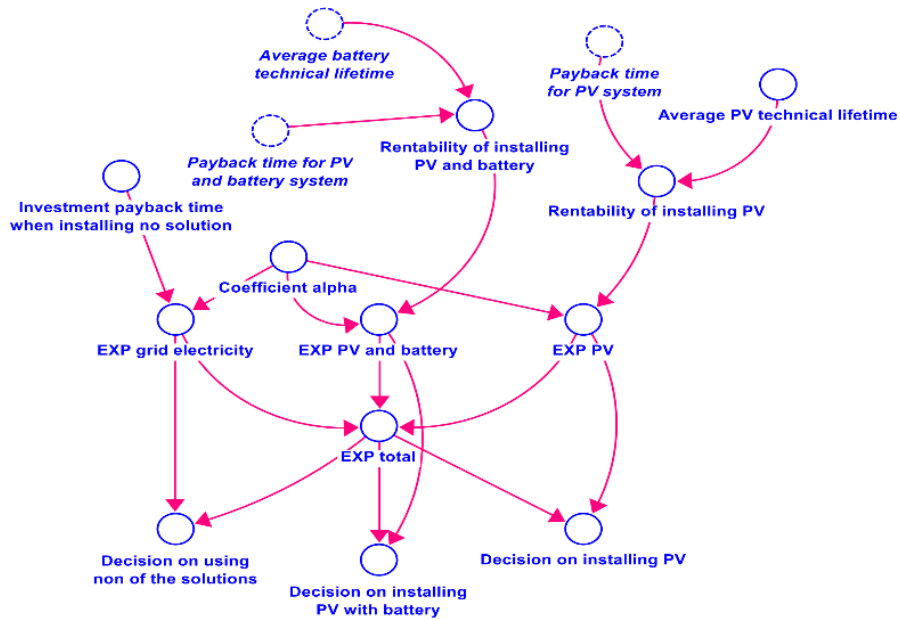 Average battery
technical lifetime
Payback time
for PV system
Average PV technical lifetime
Payback time for PV
and battery system
Rentability of installing
PV and battery
Investment payback time
when installing no solution
Rentability of installing PV
Coefficient alpha
EXP grid electricity
EXP PV and battery
EXP PV
EXP total
Decision on using
non of the solutions
Decision on installing
PV with battery
Decision on installing PV